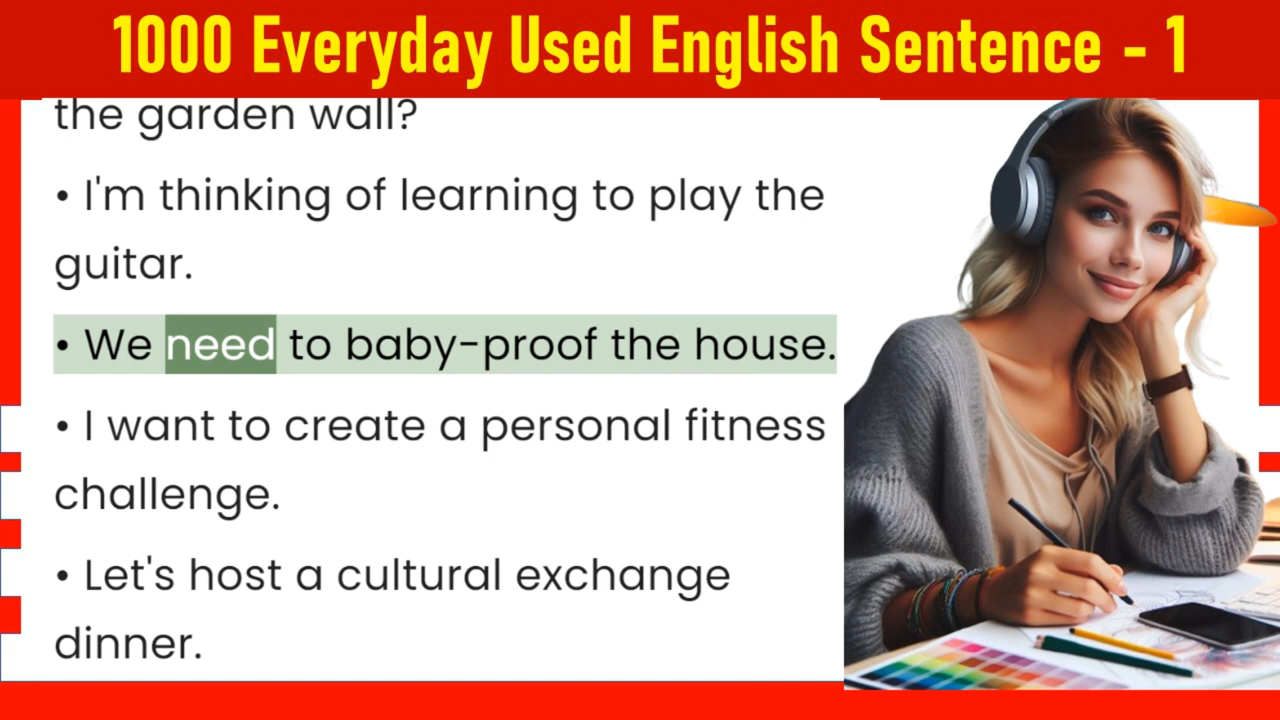 1000 Everyday Used English Sentence - 1
the garden wall?
• I'm thinking of learning to play the
guitar.
• We need to baby-proof the house.
• I want to create a personal fitness
challenge.
• Let's host a cultural exchange
dinner.